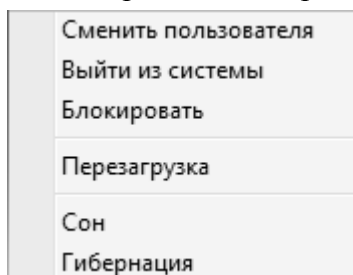 Сменить пользователя
Выйти из системы
Блокировать
Перезагрузка
Сон
Гибернация